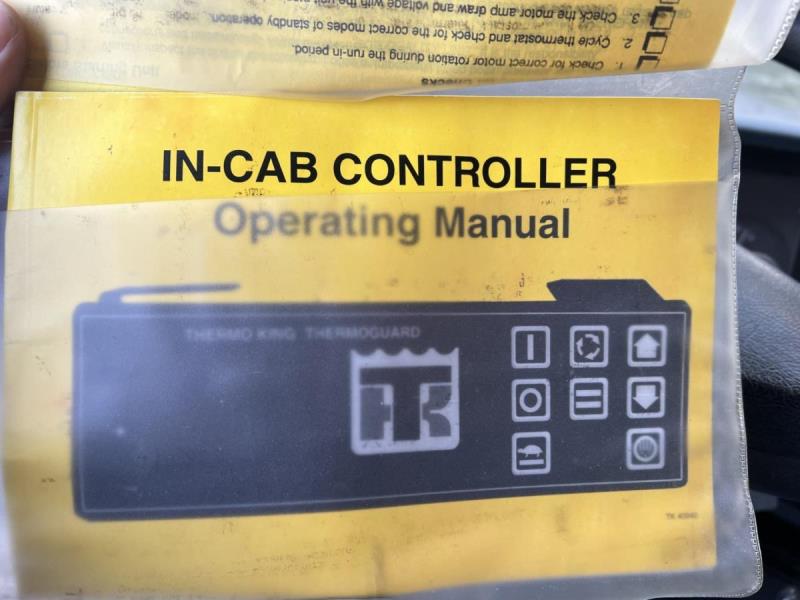 3. Check the motor amp draw and voltage with the unit
2. Cycle thermostat and check for the correct modes of standby operation.
1. Check for correct motor rotation during the run-in period.
Checks
IN-CAB CONTROLLER
Operating Manual
THERMO KING THERMOGUARD